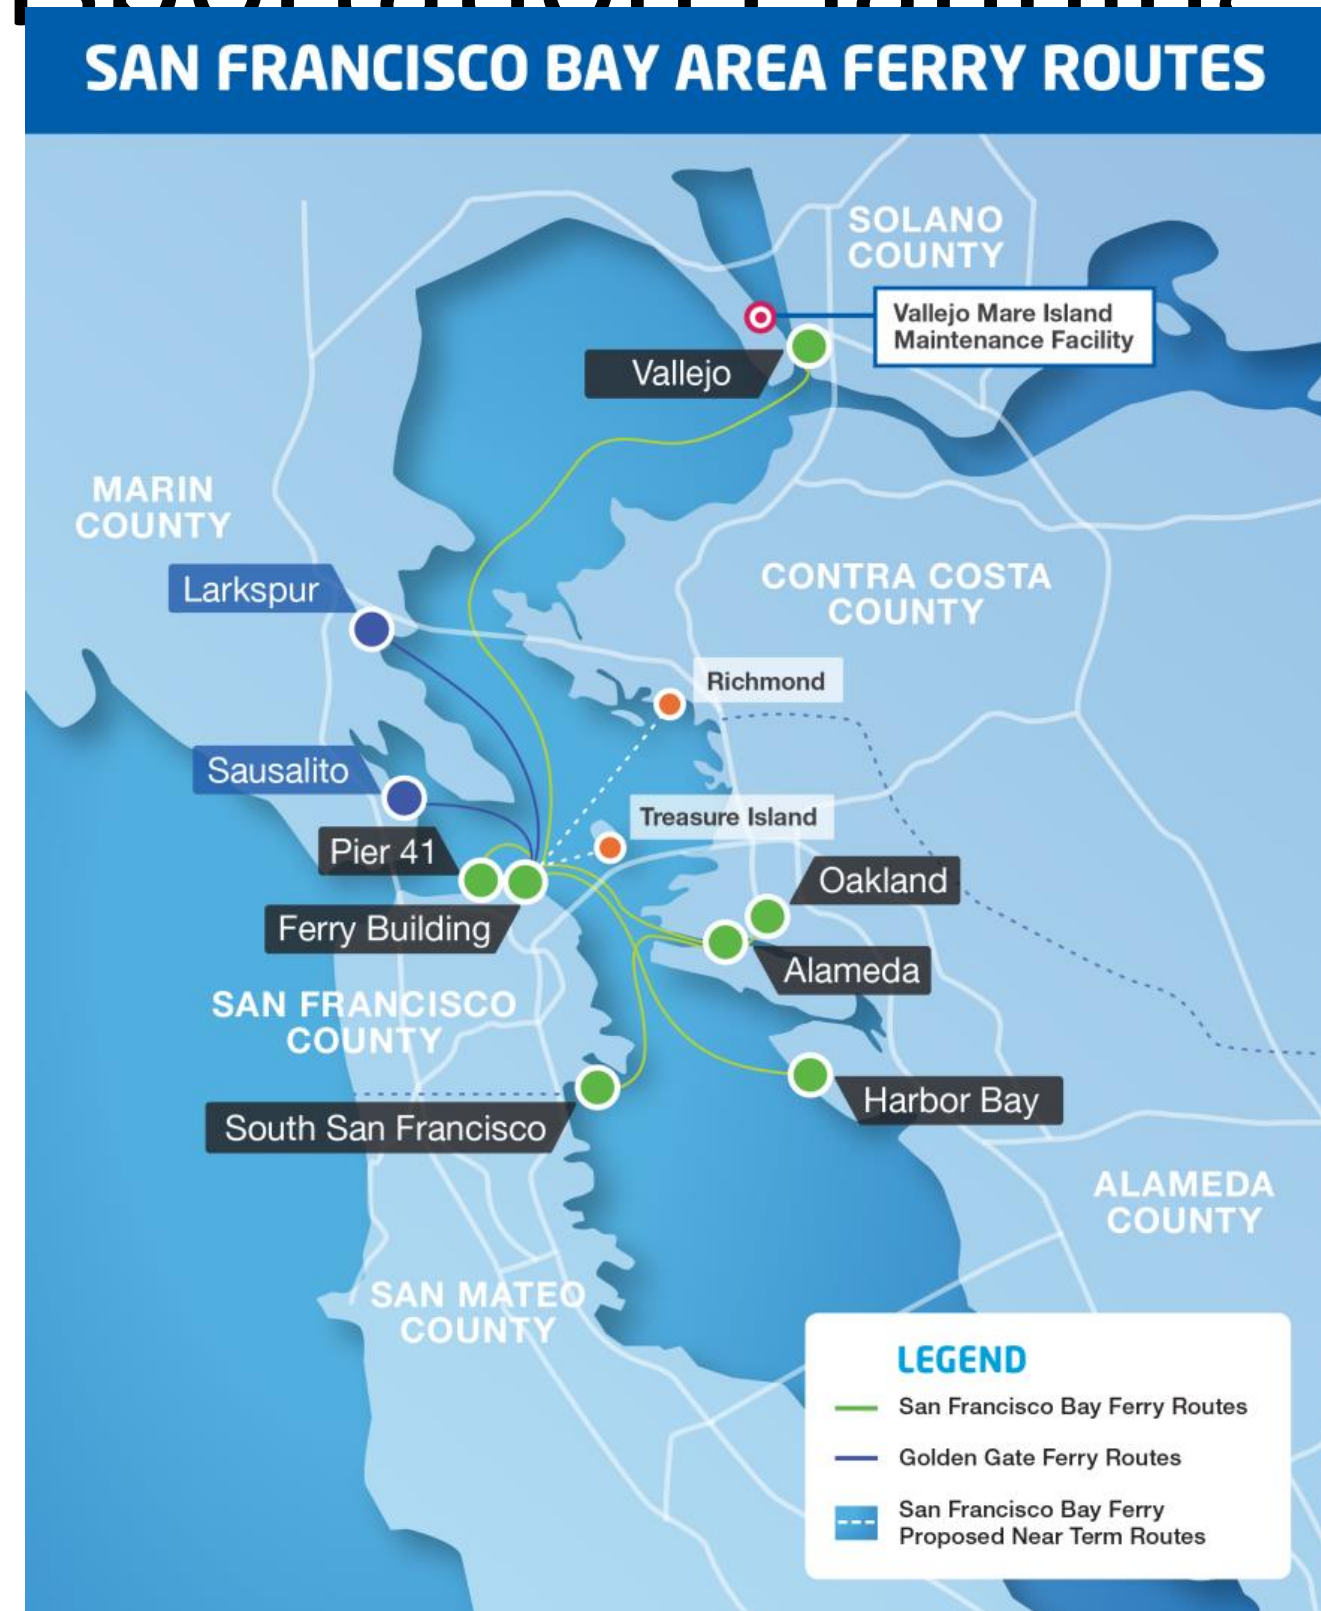 SAN FRANCISCO BAY AREA FERRY ROUTES
SOLANO
COUNTY
Vallejo Mare Island
Maintenance Facility
Vallejo
MARIN
COUNTY
Larkspur
CONTRA COSTA
COUNTY
Richmond
Sausalito
Treasure Island
Pier 41
Oakland
Ferry Building
Alameda
SAN FRANCISCO
COUNTY
Harbor Bay
South San Francisco
ALAMEDA
COUNTY
SAN MATEO
COUNTY
LEGEND
San Francisco Bay Ferry Routes
Golden Gate Ferry Routes
San Francisco Bay Ferry
Proposed Near Term Routes